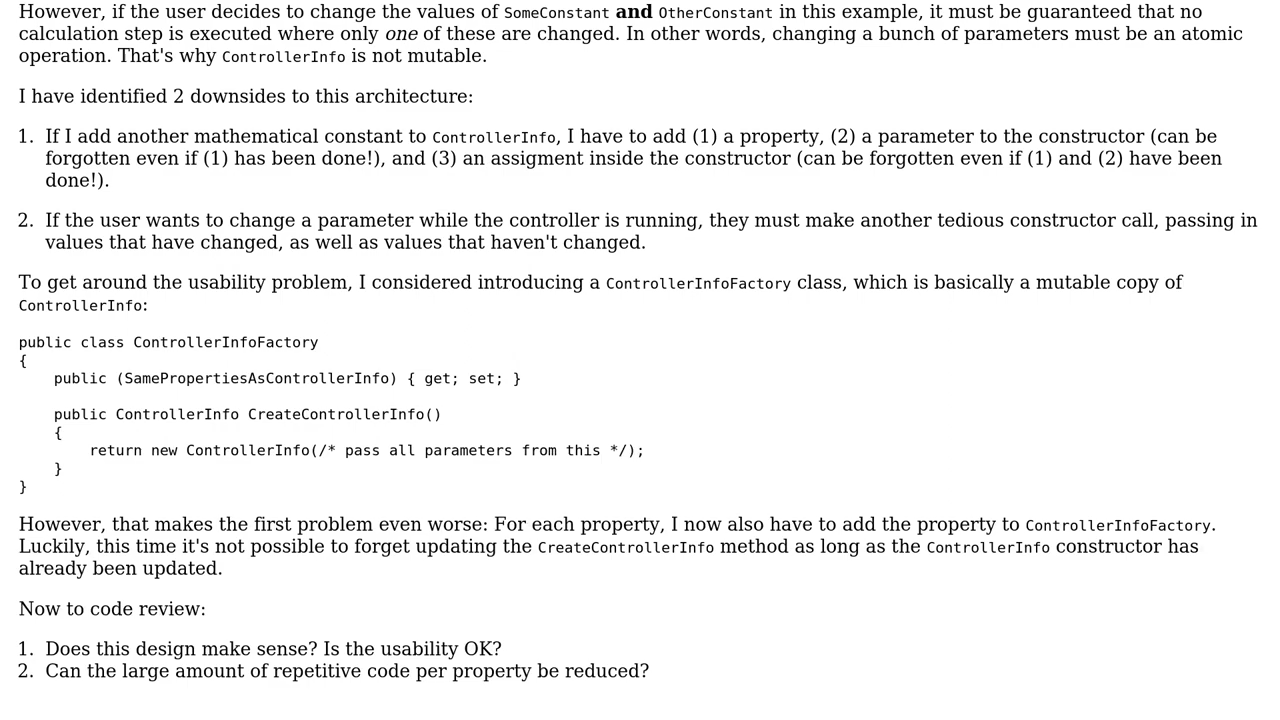 However, if the user decides to change the values of SomeConstant and OtherConstant in this example, it must be guaranteed that no
calculation step is executed where only one of these are changed. In other words, changing a bunch of parameters must be an atomic
operation. That's why ControllerInfo is not mutable.
I have identified 2 downsides to this architecture:
1. If I add another mathematical constant to ControllerInfo, I have to add (1) a property, (2) a parameter to the constructor (can be
forgotten even if (1) has been done!), and (3) an assigment inside the constructor (can be forgotten even if (1) and (2) have been
done!).
2. If the user wants to change a parameter while the controller is running, they must make another tedious constructor call, passing in
values that have changed, as well as values that haven't changed.
To get around the usability problem, I considered introducing a ControllerInfoFactory class, which is basically a mutable copy of
ControllerInfo:
public class ControllerInfoFactory
{
    public (SamePropertiesAsControllerInfo) { get; set; }
    public ControllerInfo CreateControllerInfo()
    {
        return new ControllerInfo(/* pass all parameters from this */);
    }
}
However, that makes the first problem even worse: For each property, I now also have to add the property to ControllerInfoFactory.
Luckily, this time it's not possible to forget updating the CreateControllerInfo method as long as the ControllerInfo constructor has
already been updated.
Now to code review:
1. Does this design make sense? Is the usability OK?
2. Can the large amount of repetitive code per property be reduced?